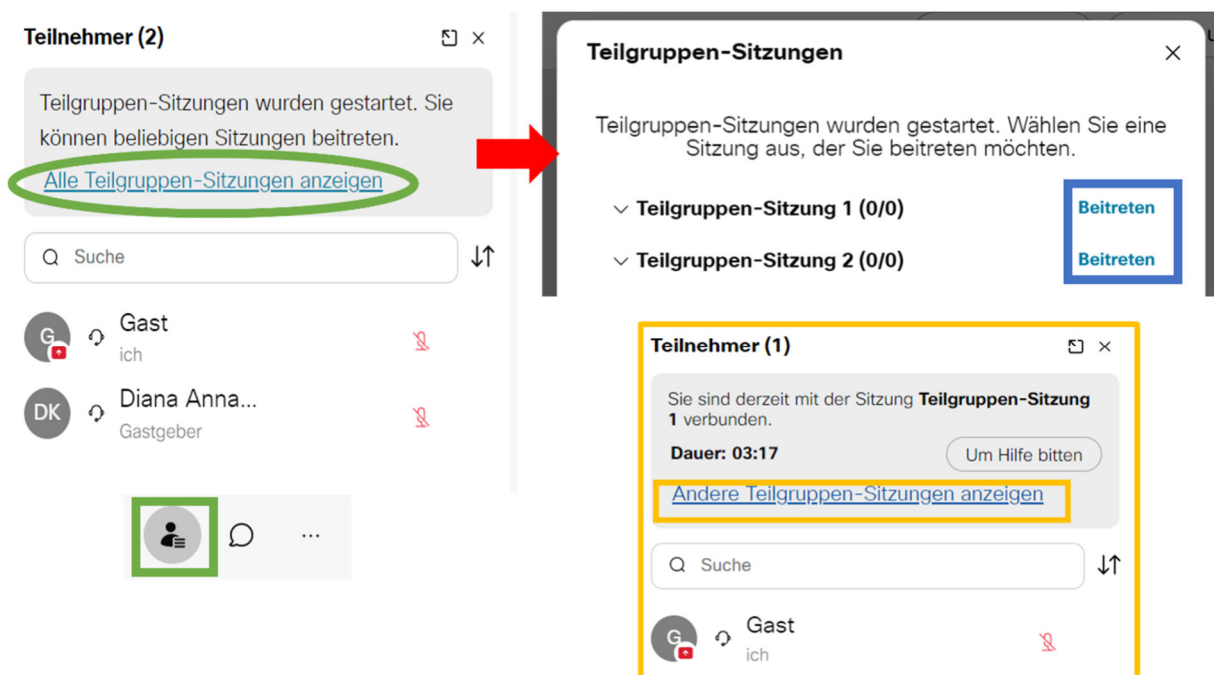 Teilnehmer (2)
Teilgruppen-Sitzungen wurden gestartet. Sie
können beliebigen Sitzungen beitreten.
Alle Teilgruppen-Sitzungen anzeigen
Suche
G
Gast
ich
DK
Diana Anna...
Gastgeber
Teilgruppen-Sitzungen
Teilgruppen-Sitzungen wurden gestartet. Wählen Sie eine
Sitzung aus, der Sie beitreten möchten.
Teilgruppen-Sitzung 1 (0/0) Beitreten
Teilgruppen-Sitzung 2 (0/0) Beitreten
Teilnehmer (1)
Sie sind derzeit mit der Sitzung Teilgruppen-Sitzung
1 verbunden.
Dauer: 03:17 Um Hilfe bitten
Andere Teilgruppen-Sitzungen anzeigen
Suche
G
Gast
ich